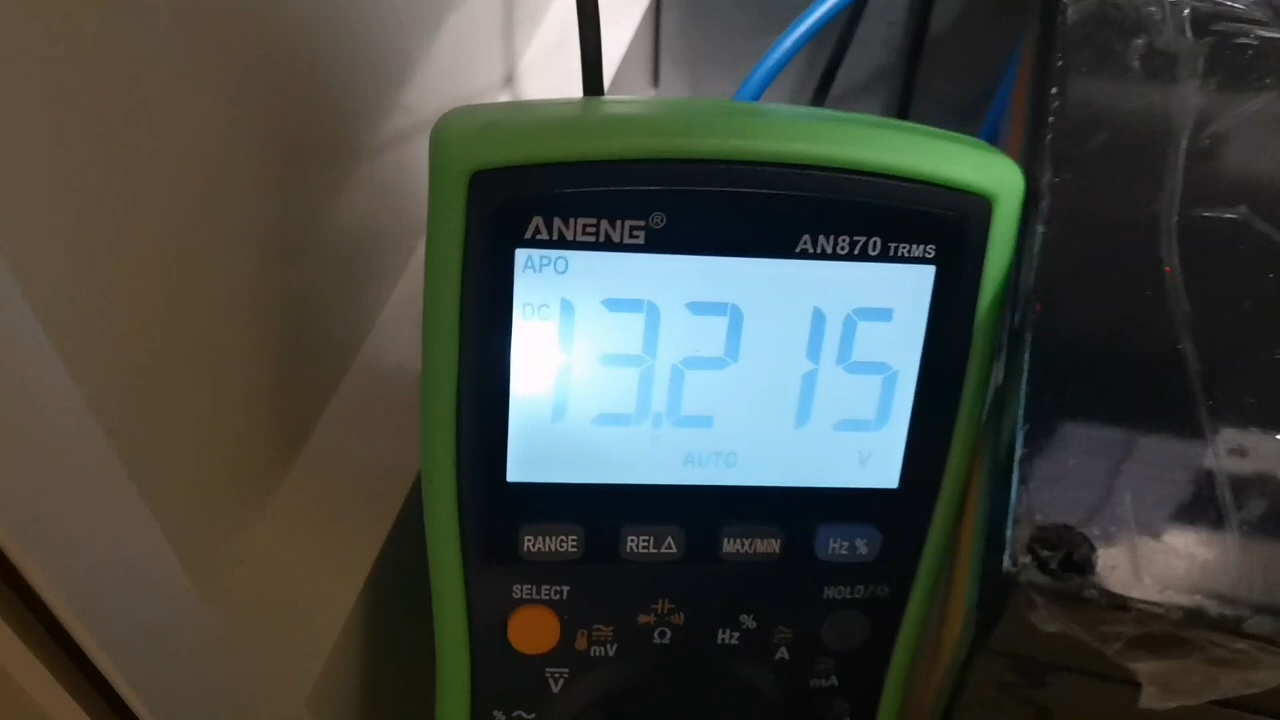 ANENG®
AN870 TRMS
APO
DC
13.215
AUTO V
RANGE REL△ MAX/MIN Hz %
SELECT HOLD/
mV Ω Hz % A
V mA